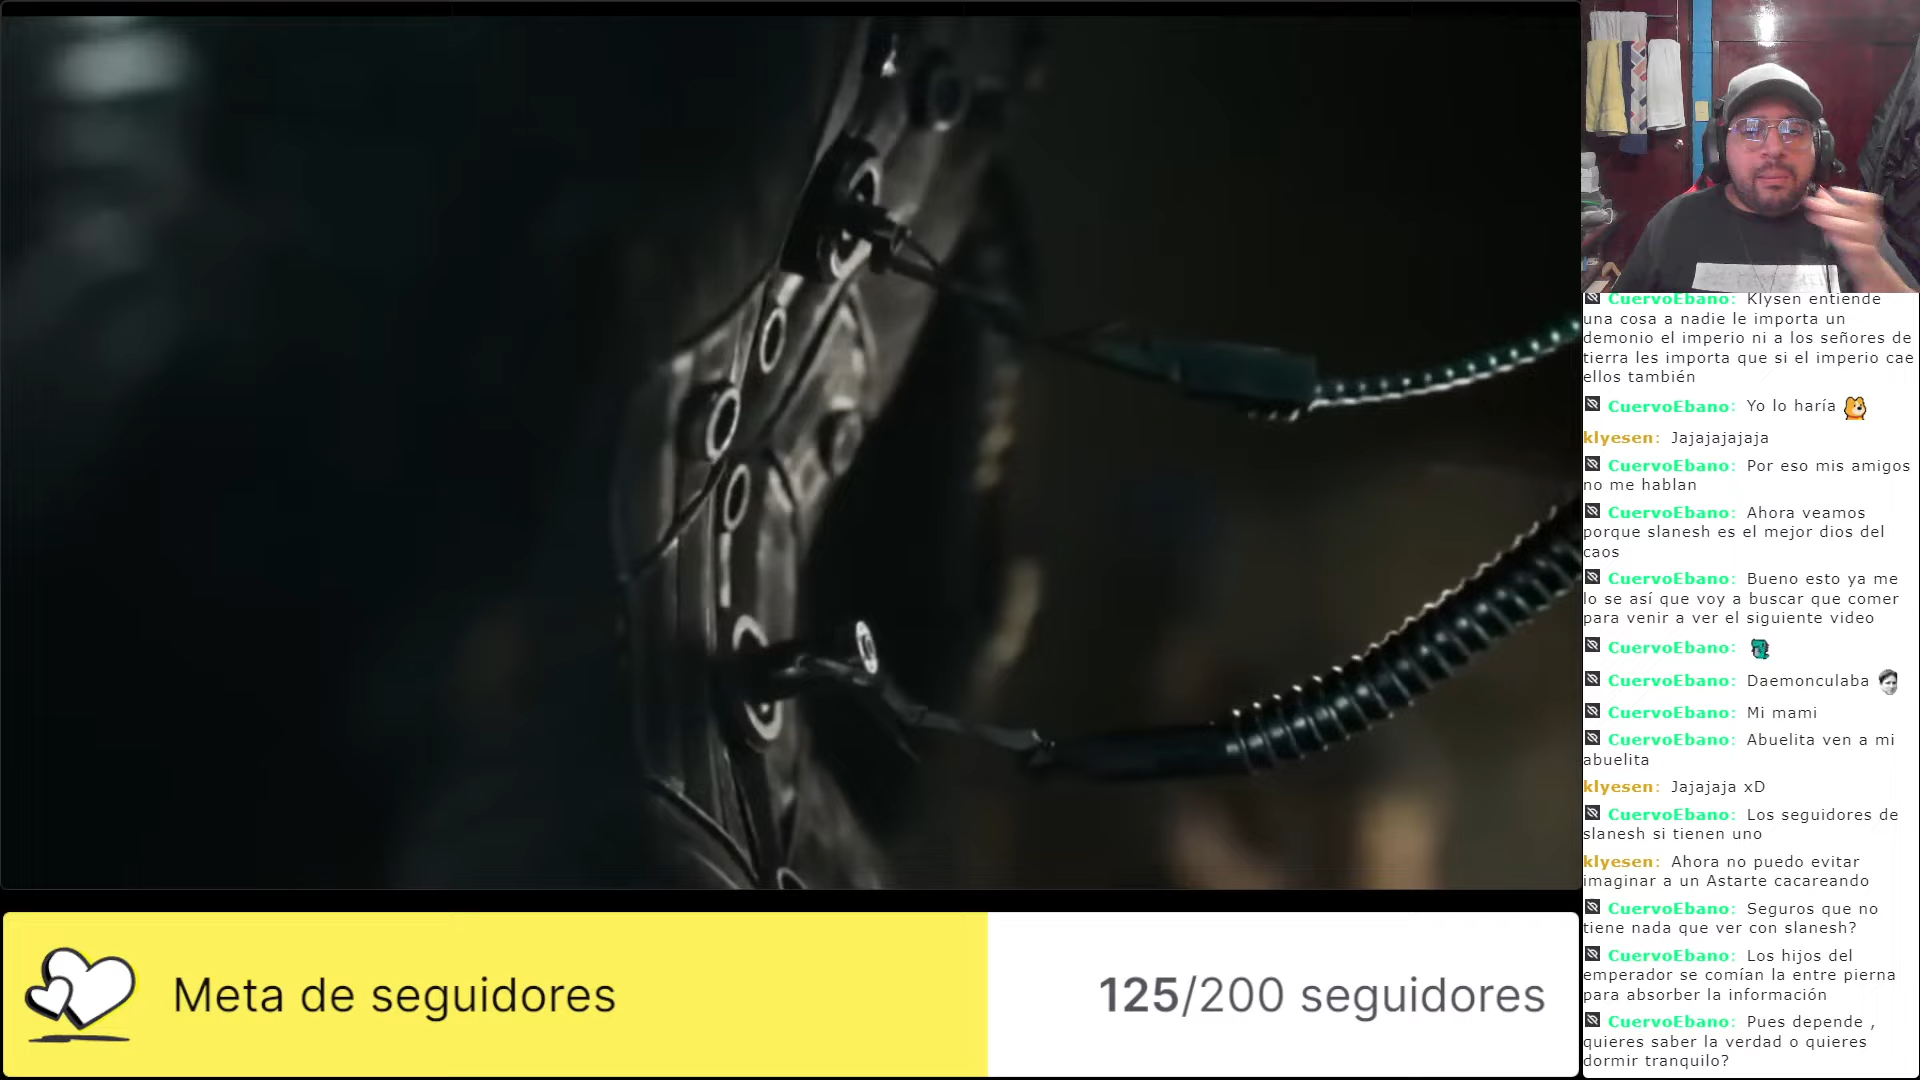 CuervoEbano: Klysen entiende
una cosa a nadie le importa un
demonio el imperio ni a los señores de
tierra les importa que si el imperio cae
ellos también
CuervoEbano: Yo lo haría
klyesen: Jajajajajaja
CuervoEbano: Por eso mis amigos
no me hablan
CuervoEbano: Ahora veamos
porque slanesh es el mejor dios del
caos
CuervoEbano: Bueno esto ya me
lo se así que voy a buscar que comer
para venir a ver el siguiente video
CuervoEbano:
CuervoEbano: Daemonculaba
CuervoEbano: Mi mami
CuervoEbano: Abuelita ven a mi
abuelita
klyesen: Jajajaja xD
CuervoEbano: Los seguidores de
slanesh si tienen uno
klyesen: Ahora no puedo evitar
imaginar a un Astarte cacareando
CuervoEbano: Seguros que no
tiene nada que ver con slanesh?
CuervoEbano: Los hijos del
emperador se comían la entre pierna
para absorber la información
CuervoEbano: Pues depende ,
quieres saber la verdad o quieres
dormir tranquilo?
Meta de seguidores
125/200 seguidores